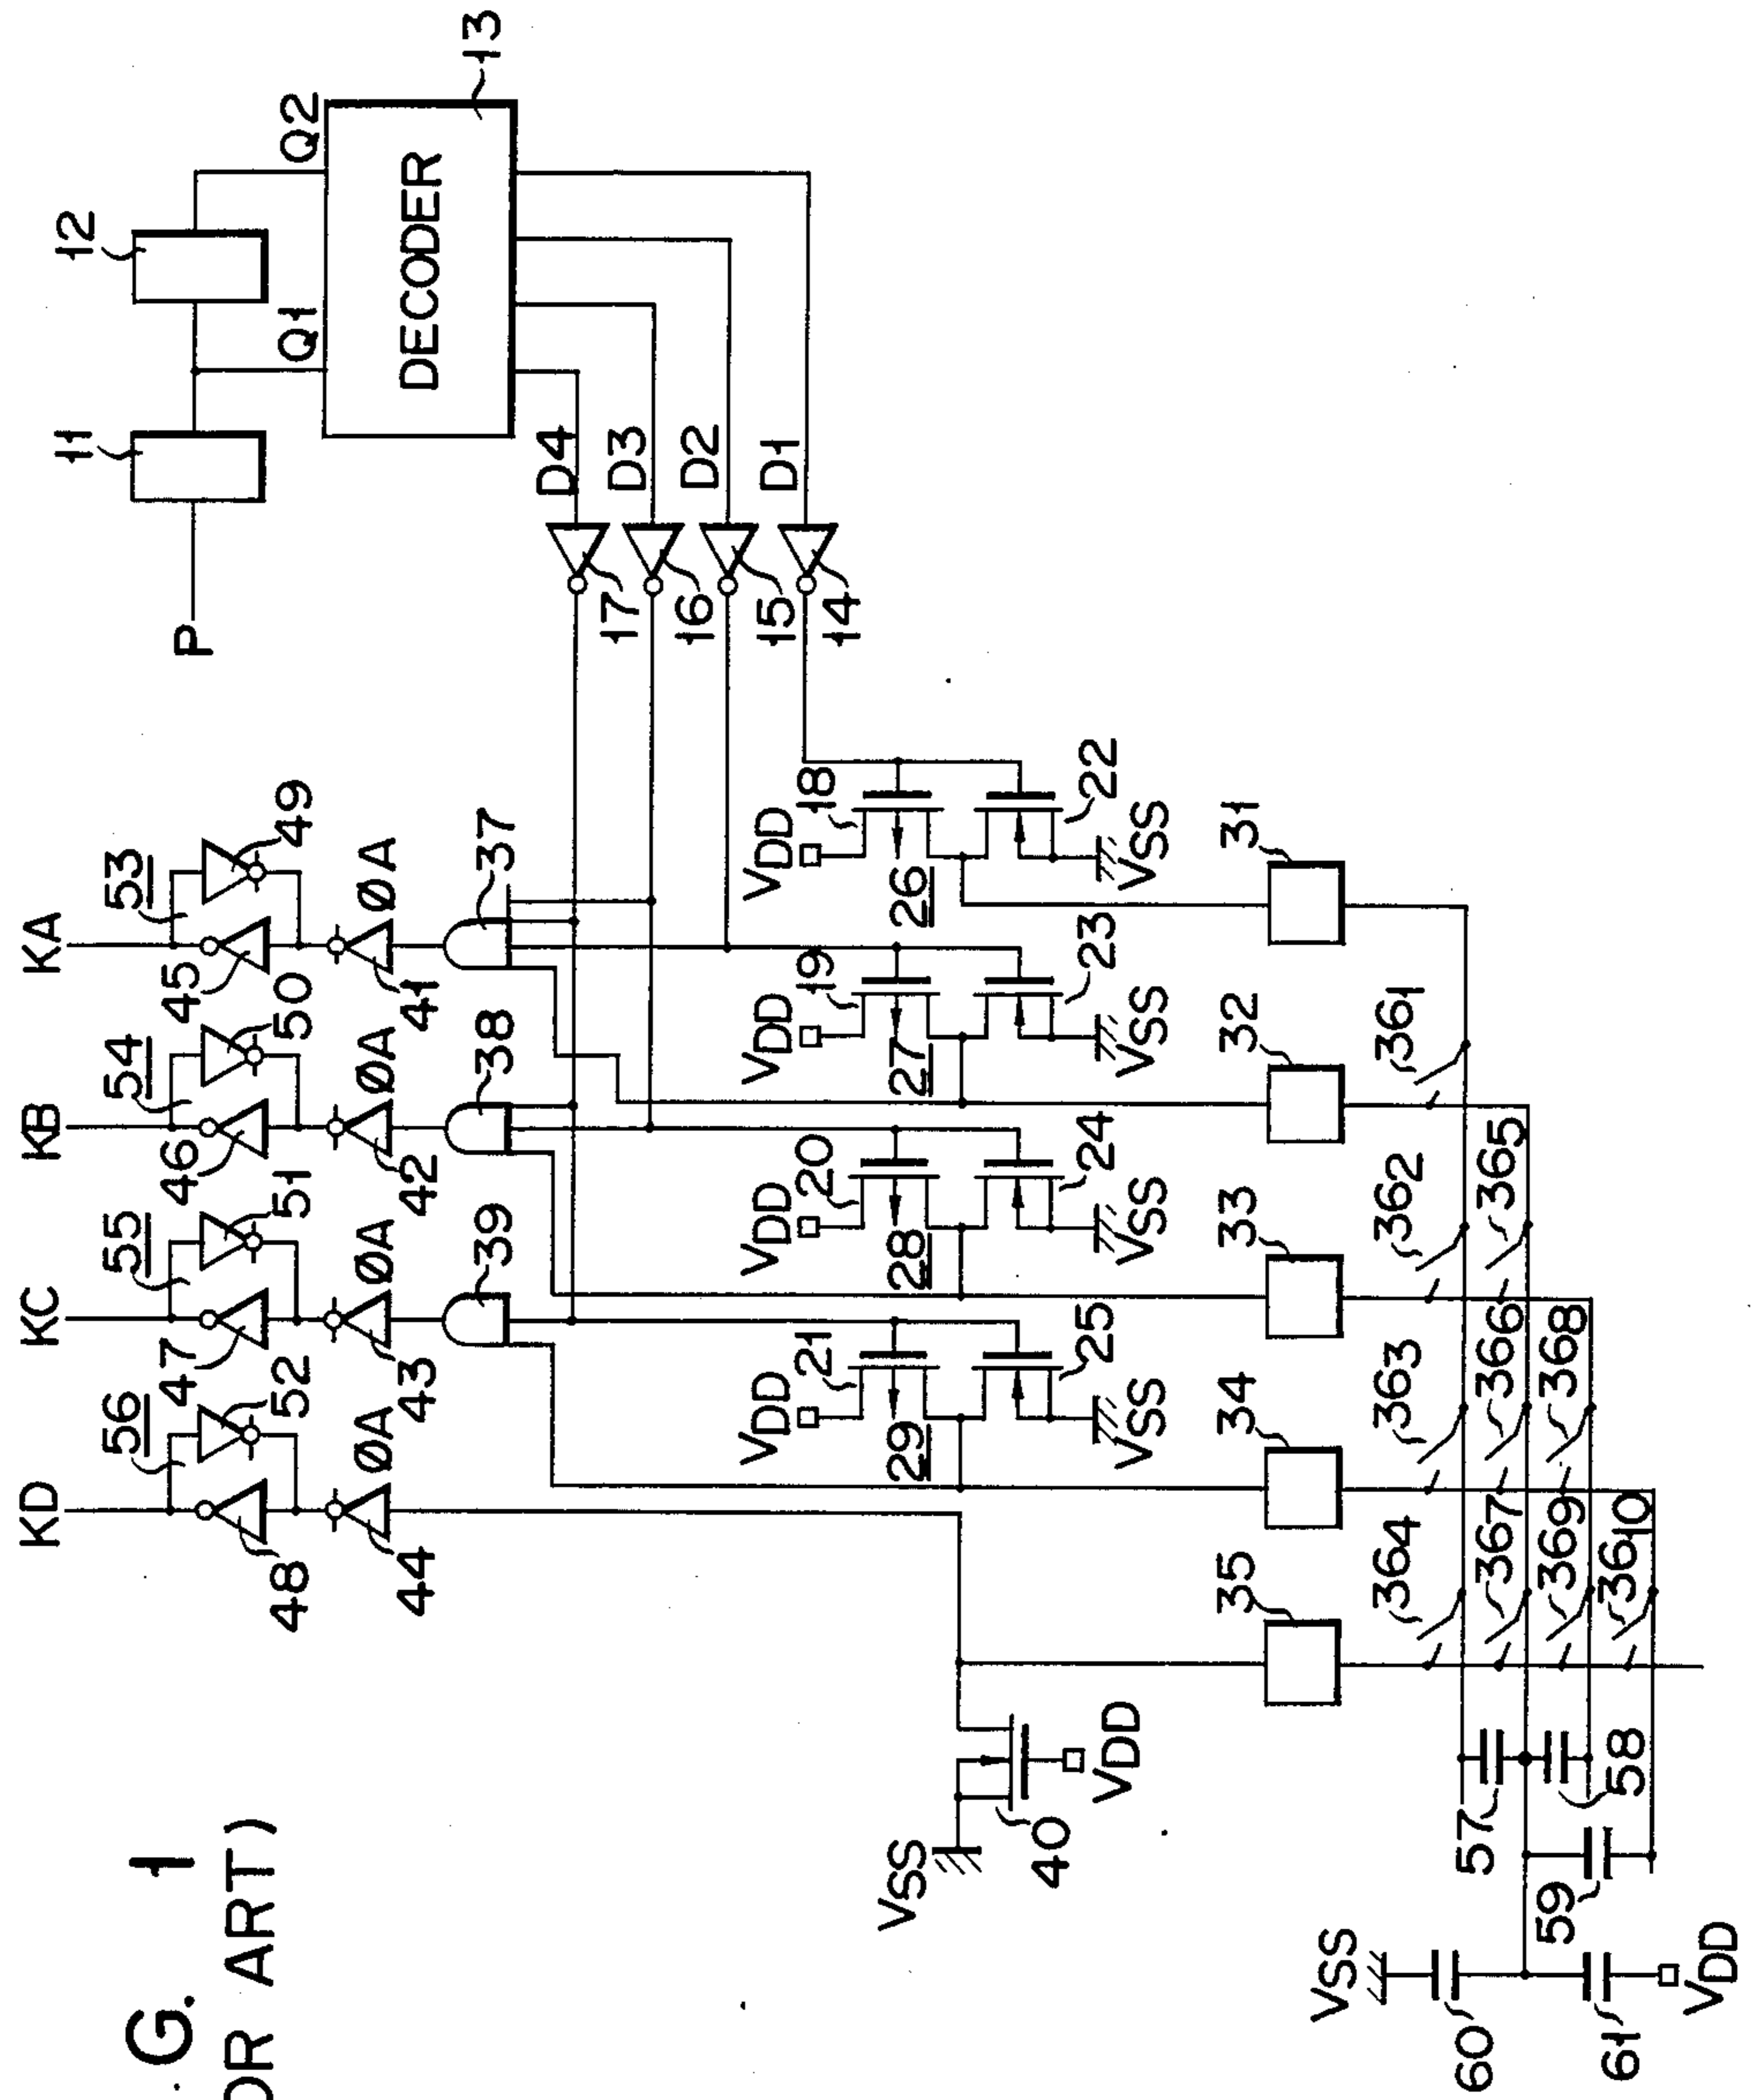 G. 1
OR ART)
P
11
12
13
Q1
Q2
DECODER
D4
D3
D2
D1
17
16
15
14
KD
KC
KB
KA
56
55
54
53
52
51
50
49
48
47
46
45
ØA
ØA
ØA
ØA
44
43
42
41
39
38
37
VDD
VDD
VDD
VDD
21
20
19
18
29
28
27
26
25
24
23
22
VSS
VSS
VSS
VSS
VSS
40
VDD
35
34
33
32
31
364
363
362
361
367
366
365
369
368
3610
57
58
59
VSS
60
61
VDD